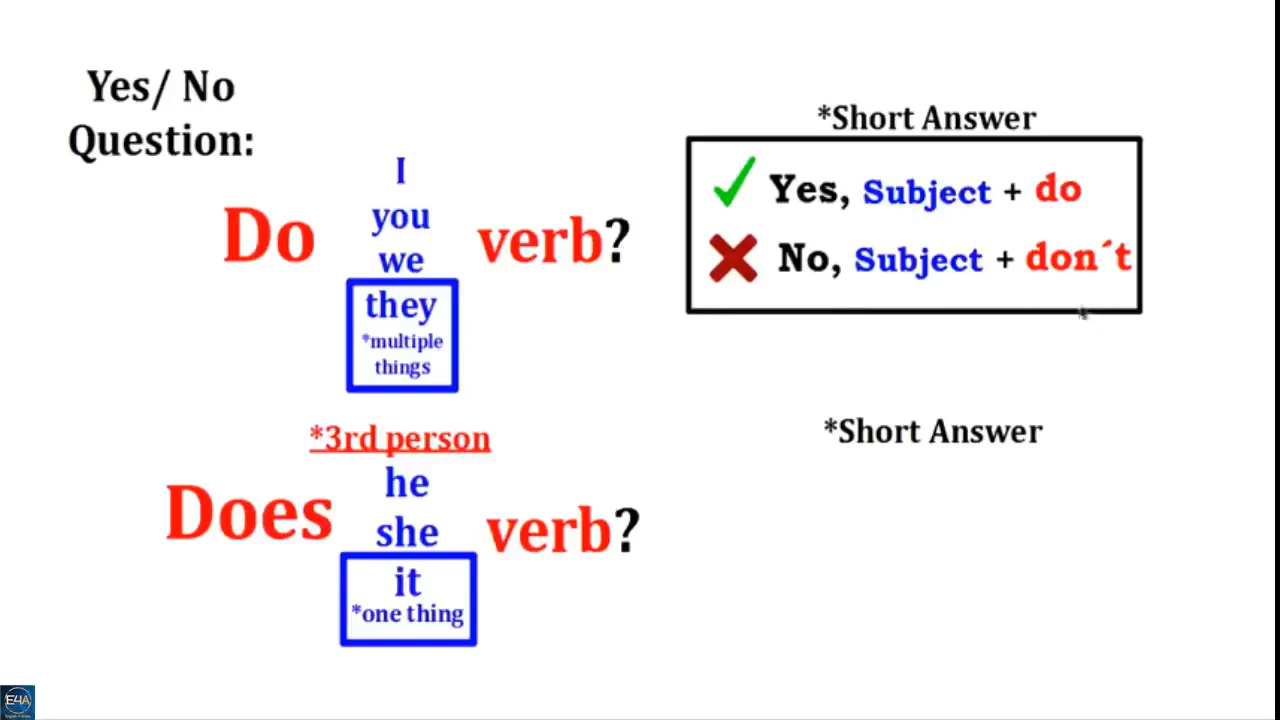 Yes/ No
Question:
Do
I
you
we
they
*multiple
things
verb?
*Short Answer
Yes, Subject + do
No, Subject + don´t
*3rd person
Does
he
she
it
*one thing
verb?
*Short Answer
E4A